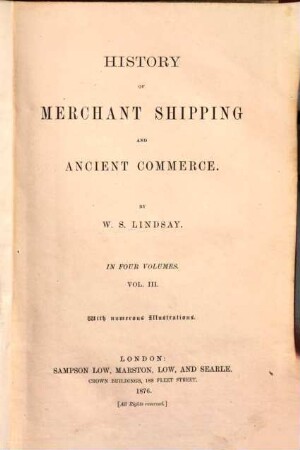 HISTORY
OF
MERCHANT SHIPPING
AND
ANCIENT COMMERCE.
BY
W. S. LINDSAY.
IN FOUR VOLUMES.
VOL. III.
With numerous Illustrations.
LONDON:
SAMPSON LOW, MARSTON, LOW, AND SEARLE.
CROWN BUILDINGS, 188 FLEET STREET.
1876.
[All Rights reserved.]